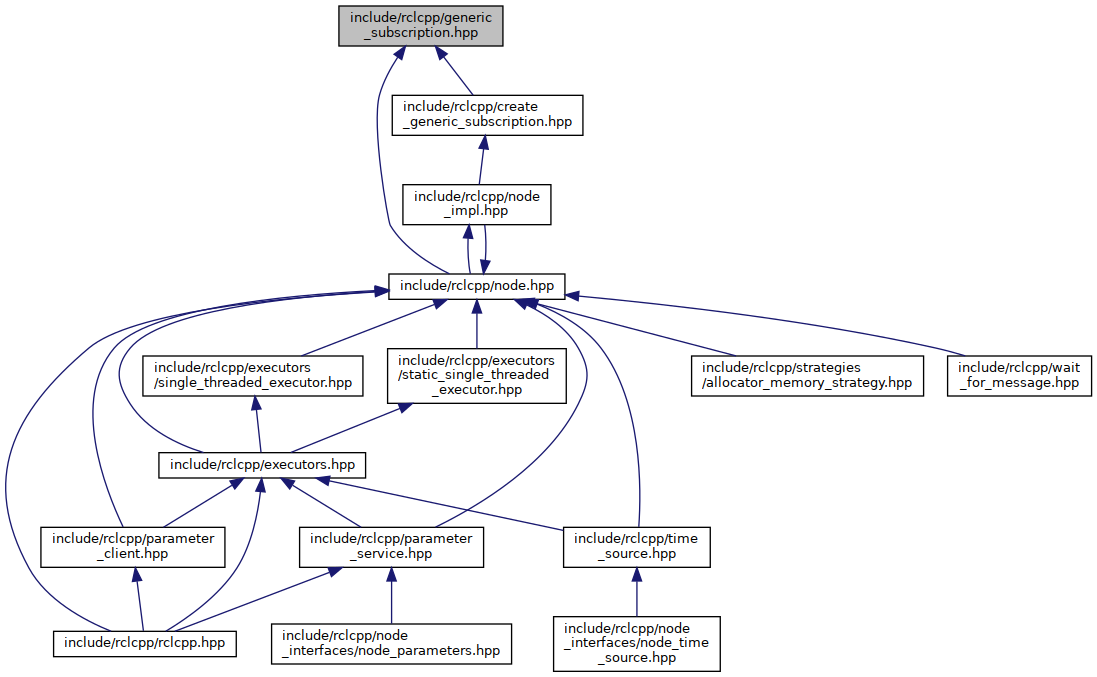 include/rclcpp/generic
_subscription.hpp
include/rclcpp/create
_generic_subscription.hpp
include/rclcpp/node
_impl.hpp
include/rclcpp/node.hpp
include/rclcpp/executors
/single_threaded_executor.hpp
include/rclcpp/executors
/static_single_threaded
_executor.hpp
include/rclcpp/strategies
/allocator_memory_strategy.hpp
include/rclcpp/wait
_for_message.hpp
include/rclcpp/executors.hpp
include/rclcpp/parameter
_client.hpp
include/rclcpp/parameter
_service.hpp
include/rclcpp/time
_source.hpp
include/rclcpp/rclcpp.hpp
include/rclcpp/node
_interfaces/node_parameters.hpp
include/rclcpp/node
_interfaces/node_time
_source.hpp